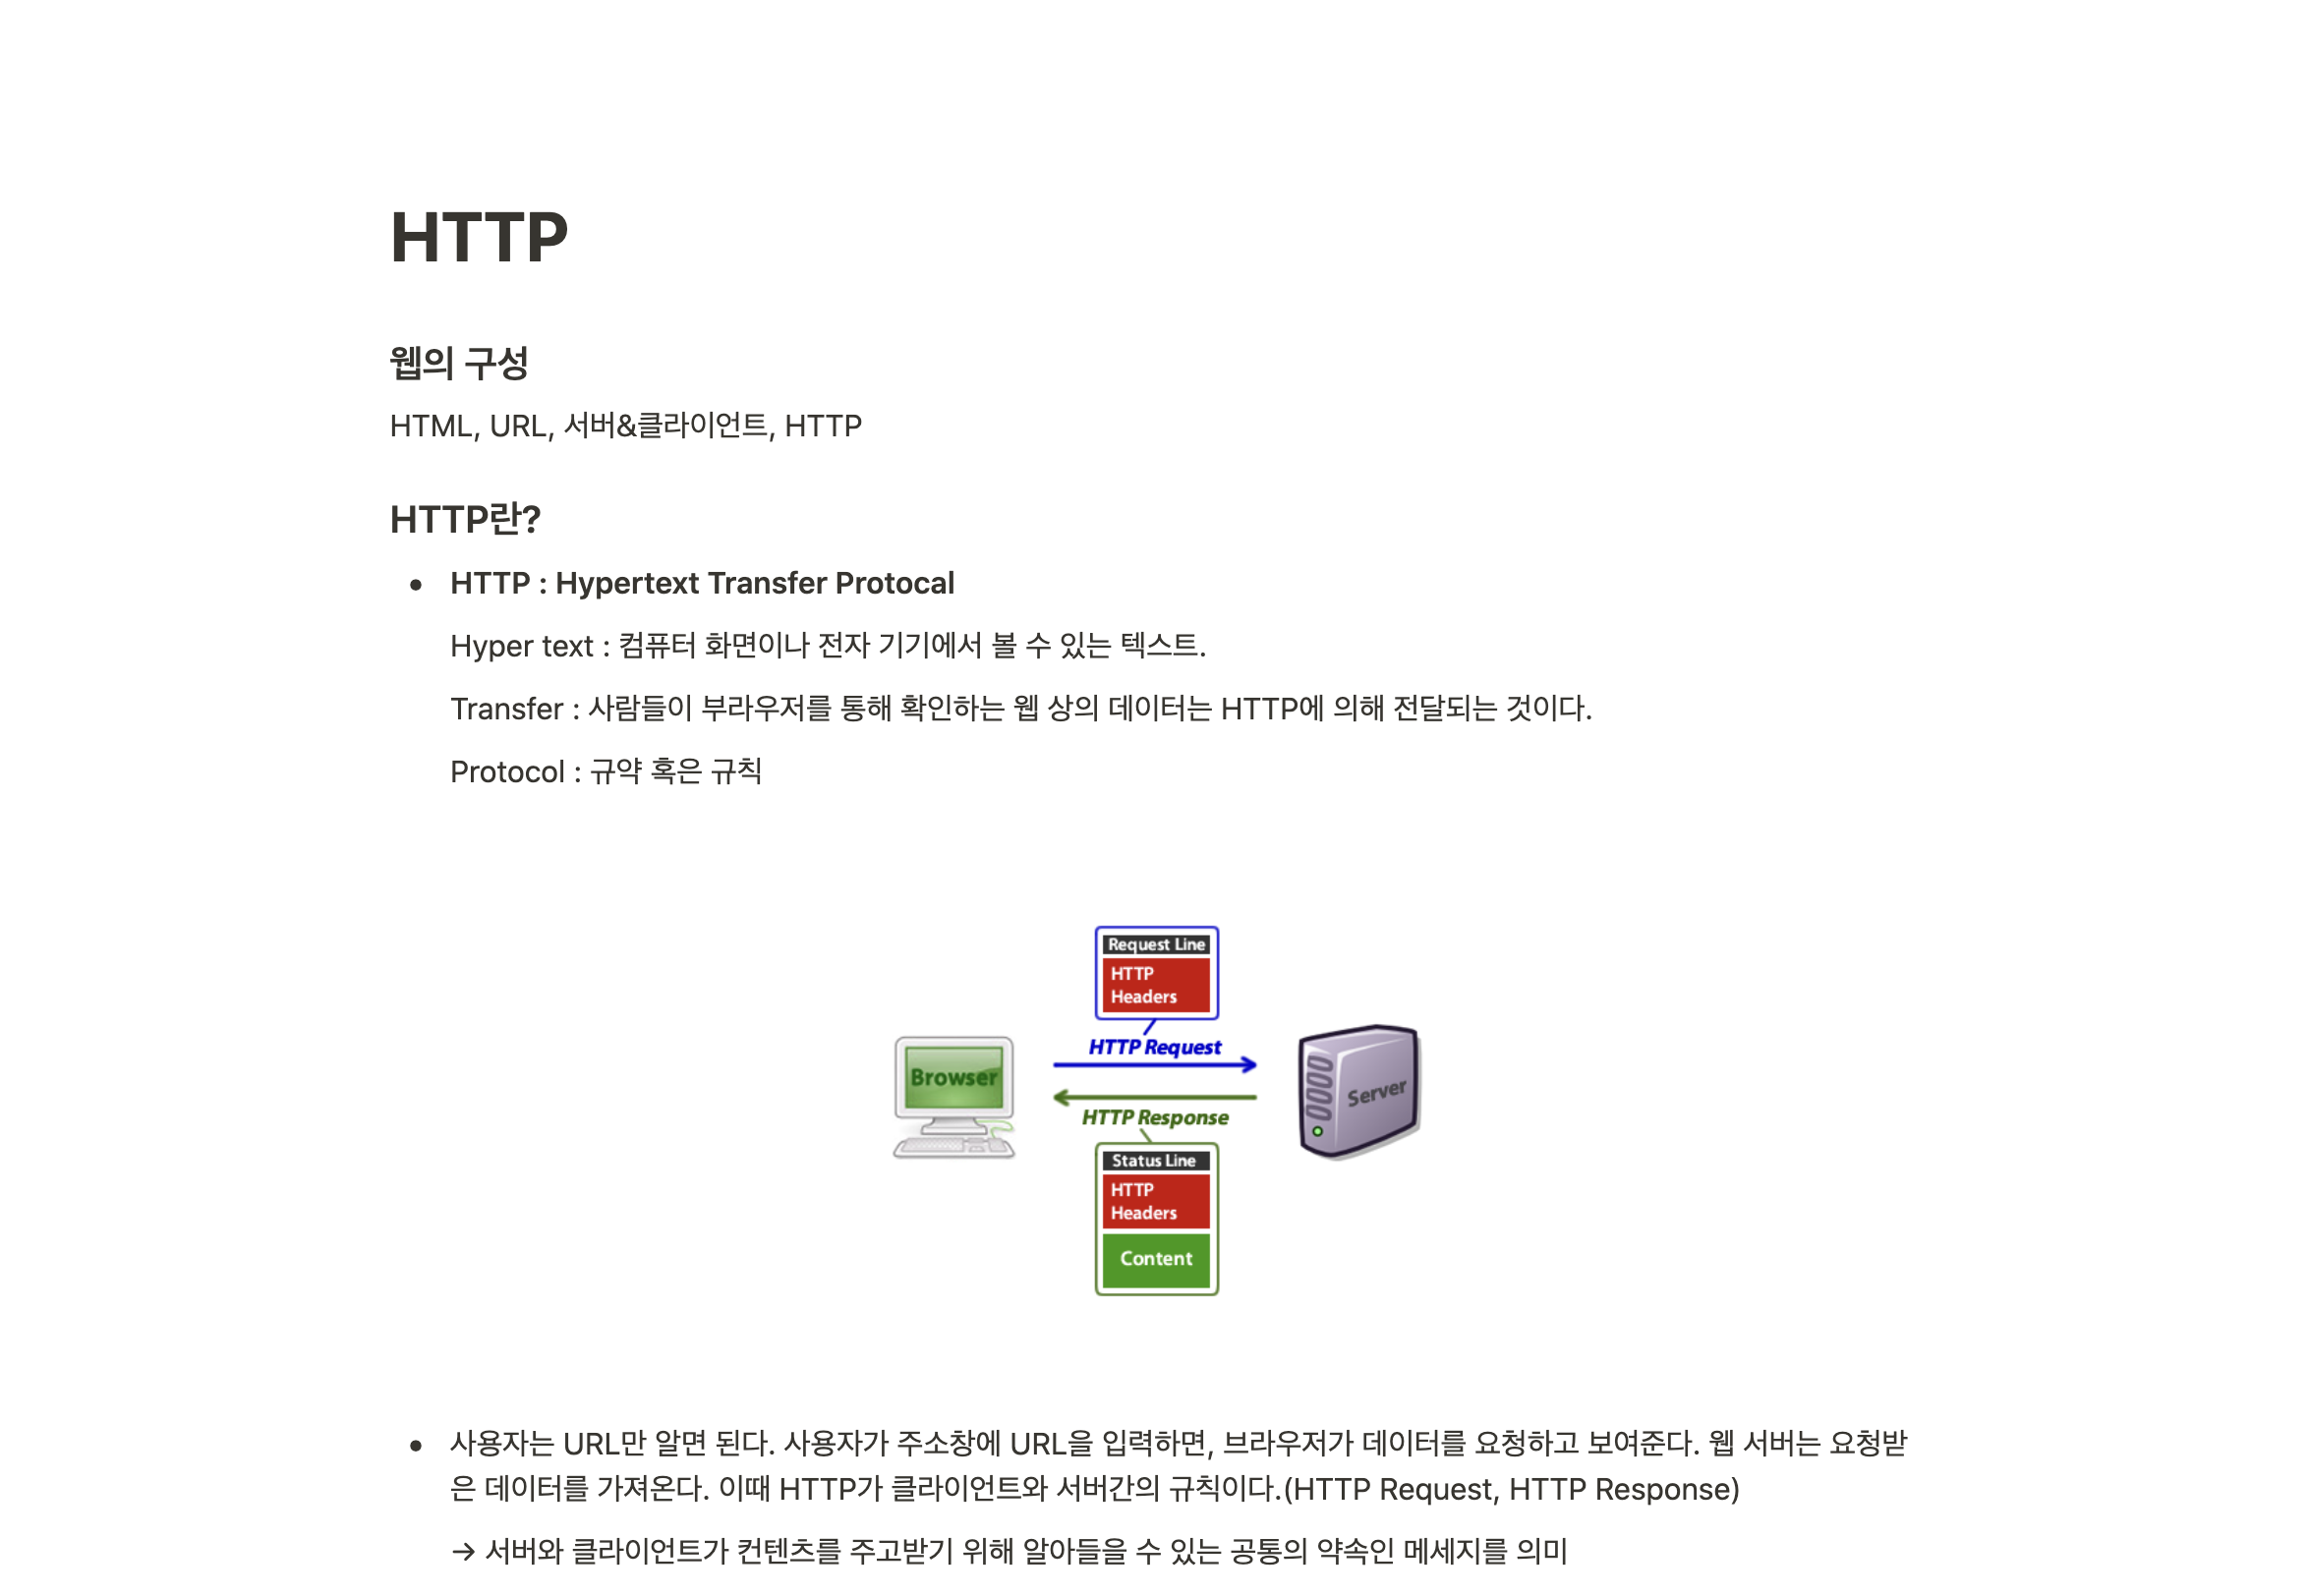 HTTP
웹의 구성
HTML, URL, 서버&클라이언트, HTTP
HTTP란?
HTTP : Hypertext Transfer Protocal
Hyper text : 컴퓨터 화면이나 전자 기기에서 볼 수 있는 텍스트.
Transfer : 사람들이 부라우저를 통해 확인하는 웹 상의 데이터는 HTTP에 의해 전달되는 것이다.
Protocol : 규약 혹은 규칙
Request Line
HTTP
Headers
HTTP Request
Browser
Server
HTTP Response
Status Line
HTTP
Headers
Content
사용자는 URL만 알면 된다. 사용자가 주소창에 URL을 입력하면, 브라우저가 데이터를 요청하고 보여준다. 웹 서버는 요청받
은 데이터를 가져온다. 이때 HTTP가 클라이언트와 서버간의 규칙이다.(HTTP Request, HTTP Response)
→ 서버와 클라이언트가 컨텐츠를 주고받기 위해 알아들을 수 있는 공통의 약속인 메세지를 의미